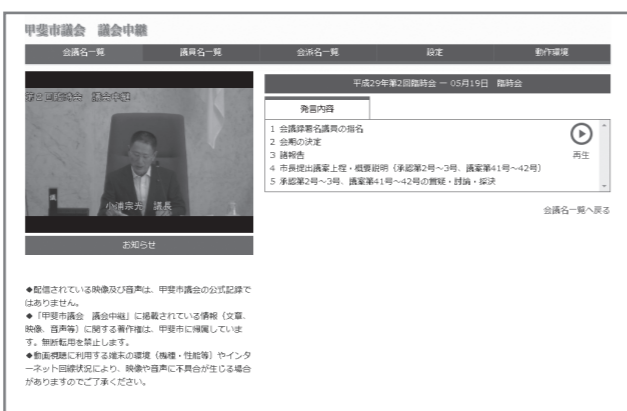 甲斐市議会　議会中継
会議名一覧　議員名一覧　会派名一覧　設定　動作環境
第２回臨時会　議会中継
小浦宗光　議長
お知らせ
平成29年第2回臨時会 ー 05月19日　臨時会
発言内容
1 会議録署名議員の指名
2 会期の決定
3 諸報告
4 市長提出議案上程・概要説明（承認第2号～3号、議案第41号～42号）
5 承認第2号～3号、議案第41号～42号の質疑・討論・採決
再生
会議名一覧へ戻る
◆配信されている映像及び音声は、甲斐市議会の公式記録で
はありません。
◆「甲斐市議会　議会中継」に掲載されている情報（文章、
映像、音声等）に関する著作権は、甲斐市に帰属していま
す。無断転用を禁止します。
◆動画視聴に利用する端末の環境（機種・性能等）やインタ
ーネット回線状況により、映像や音声に不具合が生じる場合
がありますのでご了承ください。